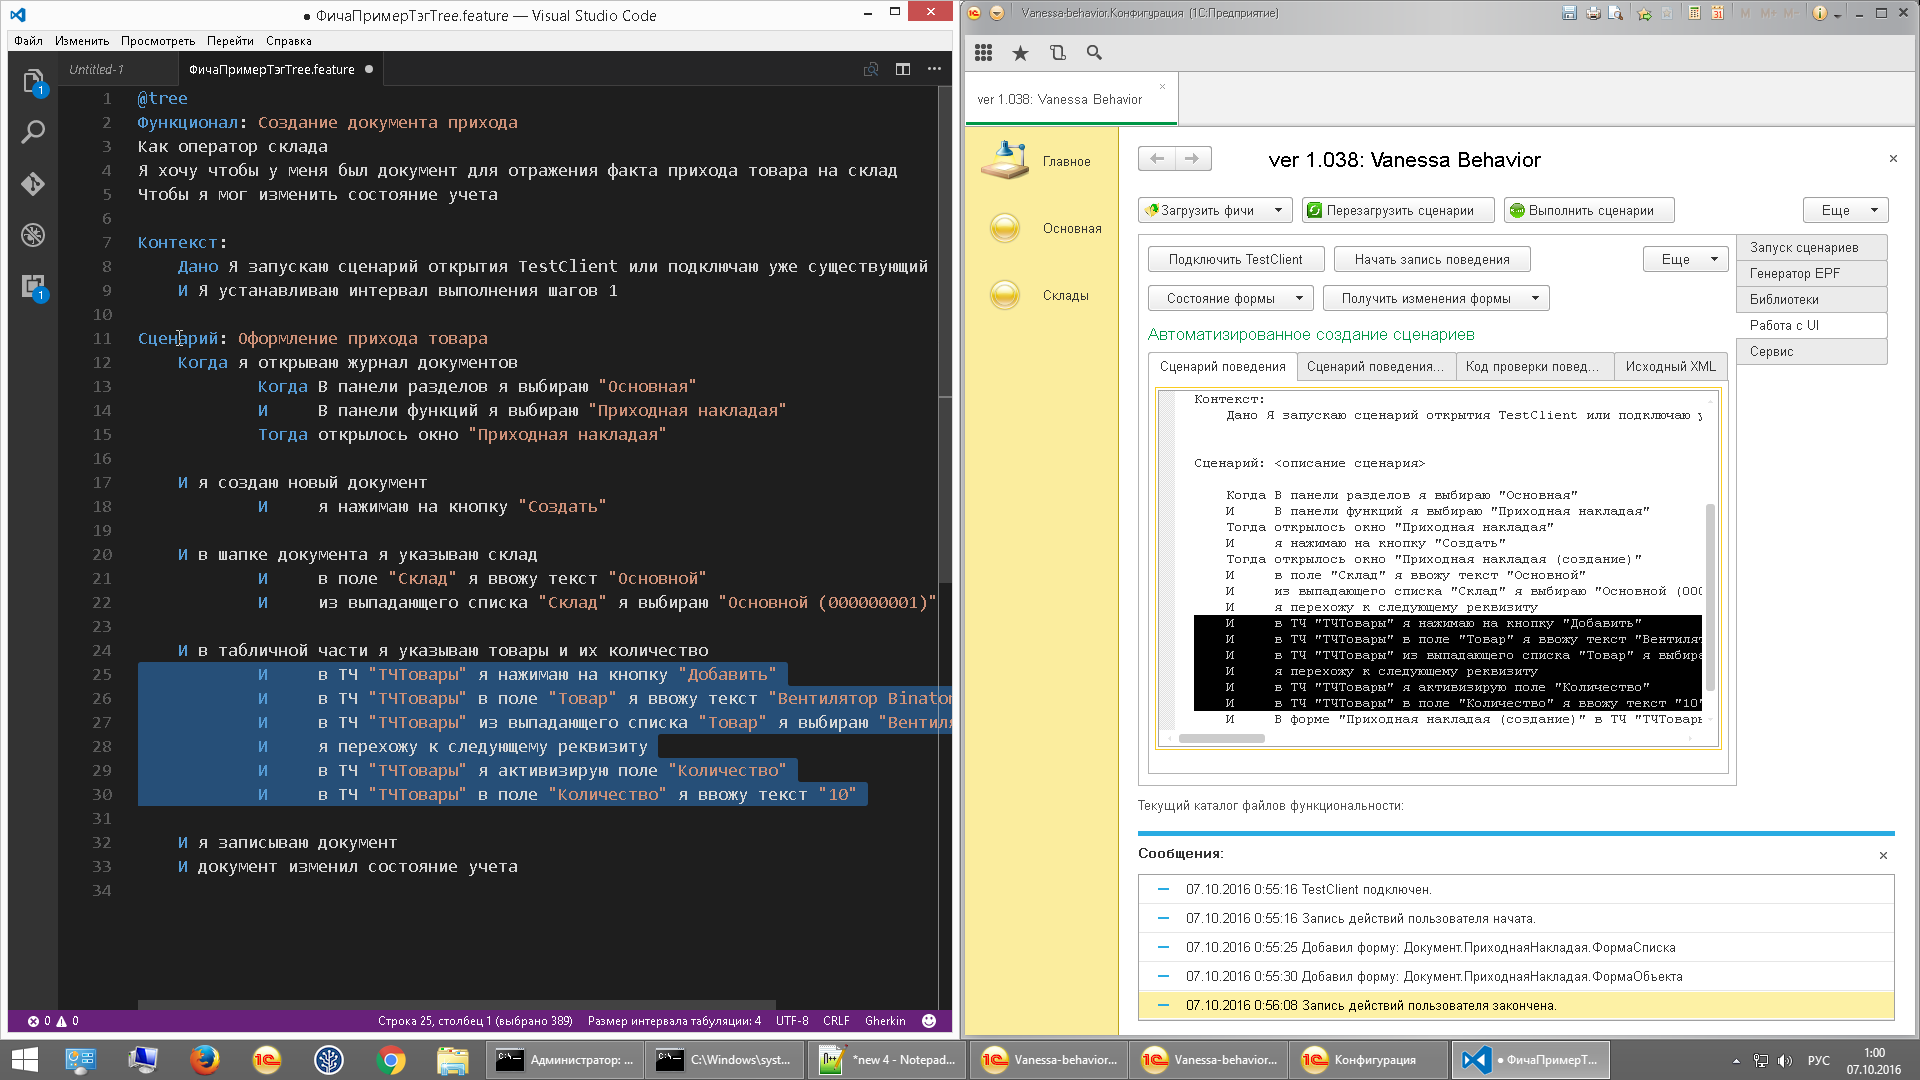 ● ФичаПримерТэгTree.feature — Visual Studio Code
Файл Изменить Просмотреть Перейти Справка
Untitled-1 ФичаПримерТэгTree.feature ●
1 @tree
2 Функционал: Создание документа прихода
3 Как оператор склада
4 Я хочу чтобы у меня был документ для отражения факта прихода товара на склад
5 Чтобы я мог изменить состояние учета
6
7 Контекст:
8 Дано Я запускаю сценарий открытия TestClient или подключаю уже существующий
9 И Я устанавливаю интервал выполнения шагов 1
10
11 Сценарий: Оформление прихода товара
12 Когда я открываю журнал документов
13 Когда В панели разделов я выбираю "Основная"
14 И В панели функций я выбираю "Приходная накладая"
15 Тогда открылось окно "Приходная накладая"
16
17 И я создаю новый документ
18 И я нажимаю на кнопку "Создать"
19
20 И в шапке документа я указываю склад
21 И в поле "Склад" я ввожу текст "Основной"
22 И из выпадающего списка "Склад" я выбираю "Основной (000000001)"
23
24 И в табличной части я указываю товары и их количество
25 И в ТЧ "ТЧТовары" я нажимаю на кнопку "Добавить"
26 И в ТЧ "ТЧТовары" в поле "Товар" я ввожу текст "Вентилятор Binaton
27 И в ТЧ "ТЧТовары" из выпадающего списка "Товар" я выбираю "Вентиля
28 И я перехожу к следующему реквизиту
29 И в ТЧ "ТЧТовары" я активизирую поле "Количество"
30 И в ТЧ "ТЧТовары" в поле "Количество" я ввожу текст "10"
31
32 И я записываю документ
33 И документ изменил состояние учета
34
0 0 Строка 25, столбец 1 (выбрано 389) Размер интервала табуляции: 4 UTF-8 CRLF Gherkin
Vanessa-behavior.Конфигурация (1С:Предприятие)
M M+ M-
ver 1.038: Vanessa Behavior
Главное
Основная
Склады
ver 1.038: Vanessa Behavior
Загрузить фичи Перезагрузить сценарии Выполнить сценарии Еще
Подключить TestClient Начать запись поведения Еще
Состояние формы Получить изменения формы
Запуск сценариев
Генератор EPF
Библиотеки
Работа с UI
Сервис
Автоматизированное создание сценариев
Сценарий поведения Сценарий поведения... Код проверки повед... Исходный XML
Контекст:
Дано Я запускаю сценарий открытия TestClient или подключаю у
Сценарий: <описание сценария>
Когда В панели разделов я выбираю "Основная"
И В панели функций я выбираю "Приходная накладая"
Тогда открылось окно "Приходная накладая"
И я нажимаю на кнопку "Создать"
Тогда открылось окно "Приходная накладая (создание)"
И в поле "Склад" я ввожу текст "Основной"
И из выпадающего списка "Склад" я выбираю "Основной (000
И я перехожу к следующему реквизиту
И в ТЧ "ТЧТовары" я нажимаю на кнопку "Добавить"
И в ТЧ "ТЧТовары" в поле "Товар" я ввожу текст "Вентилят
И в ТЧ "ТЧТовары" из выпадающего списка "Товар" я выбира
И я перехожу к следующему реквизиту
И в ТЧ "ТЧТовары" я активизирую поле "Количество"
И в ТЧ "ТЧТовары" в поле "Количество" я ввожу текст "10"
И В форме "Приходная накладая (создание)" в ТЧ "ТЧТовары
Текущий каталог файлов функциональности:
Сообщения:
07.10.2016 0:55:16 TestClient подключен.
07.10.2016 0:55:16 Запись действий пользователя начата.
07.10.2016 0:55:25 Добавил форму: Документ.ПриходнаяНакладая.ФормаСписка
07.10.2016 0:55:30 Добавил форму: Документ.ПриходнаяНакладая.ФормаОбъекта
07.10.2016 0:56:08 Запись действий пользователя закончена.
Администратор: ... C:\Windows\syst... *new 4 - Notepad... Vanessa-behavior... Vanessa-behavior... Конфигурация ● ФичаПримерТ... РУС 1:00
07.10.2016